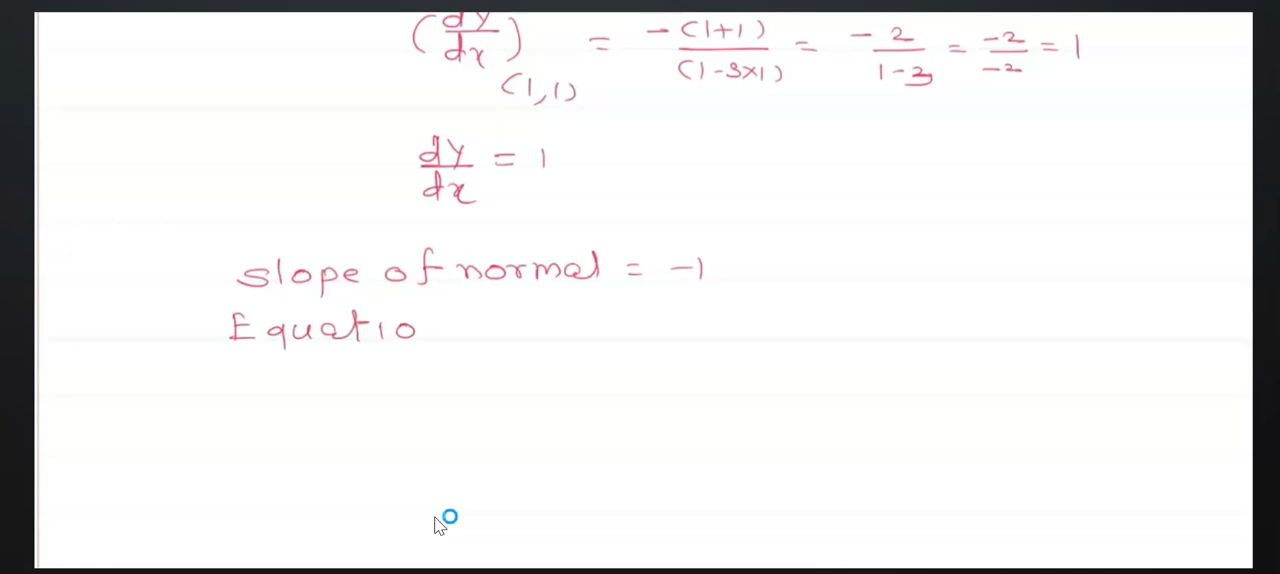 (dy/dx)(1,1) = -(1+1)/(1-3×1) = -2/1-3 = -2/-2 = 1
dy/dx = 1
slope of normal = -1
Equatio